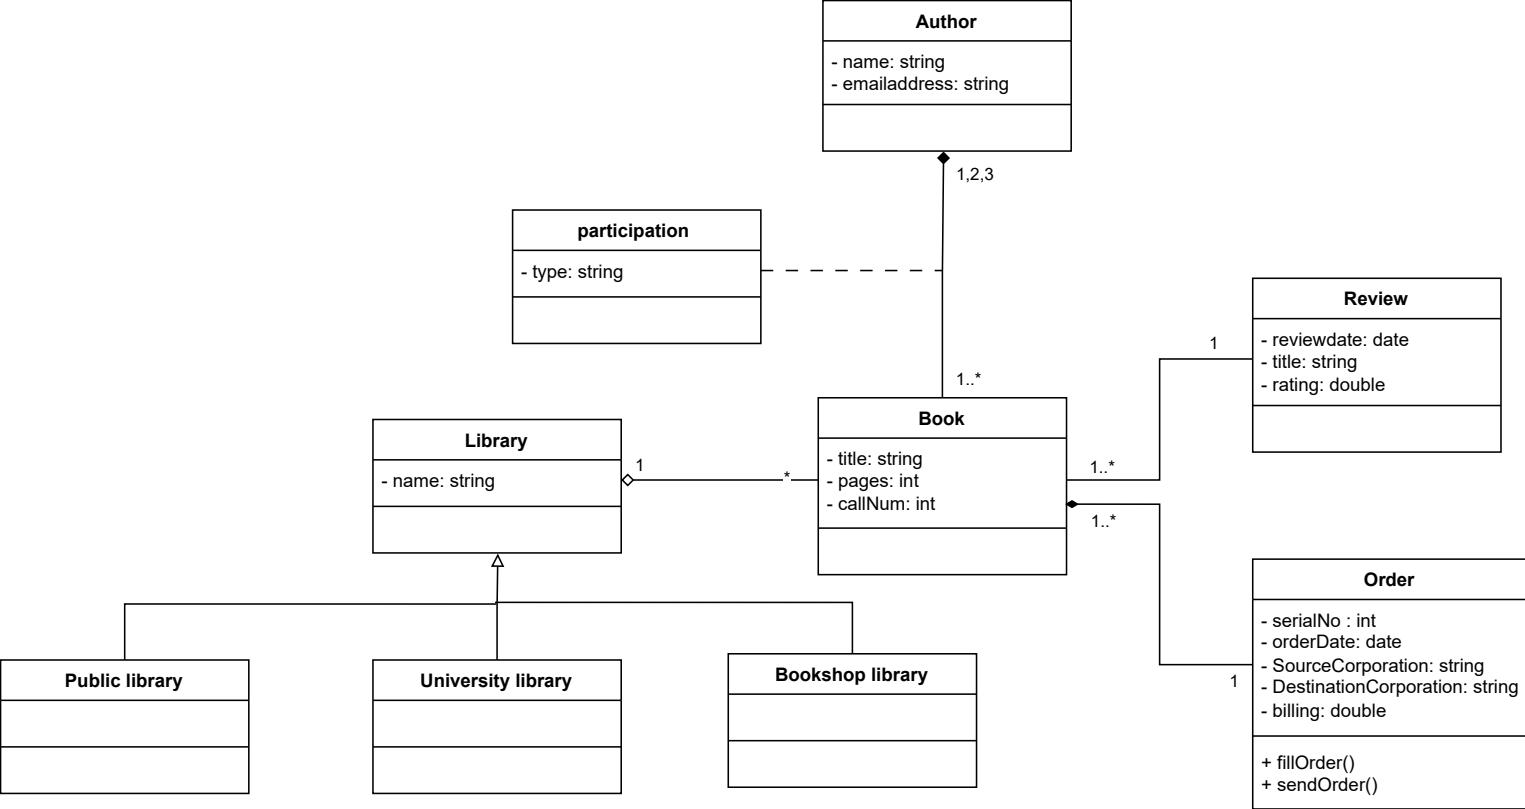 Author
- name: string
- emailaddress: string
1,2,3
participation
- type: string
1..*
Review
- reviewdate: date
- title: string
- rating: double
1
Book
- title: string
- pages: int
- callNum: int
1..*
1..*
Library
- name: string
1
*
Public library
University library
Bookshop library
Order
- serialNo : int
- orderDate: date
- SourceCorporation: string
- DestinationCorporation: string
- billing: double
+ fillOrder()
+ sendOrder()
1